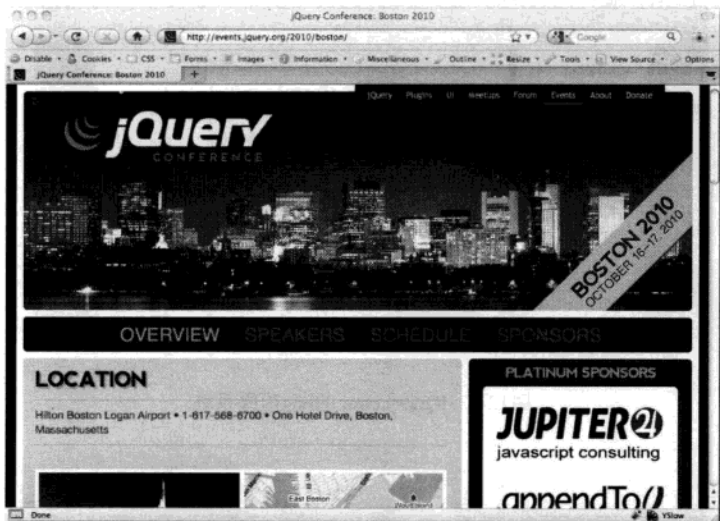 jQuery Conference: Boston 2010
http://events.jquery.org/2010/boston/
Google
Disable Cookies CSS Forms Images Information Miscellaneous Outline Resize Tools View Source Options
jQuery Conference: Boston 2010
jQuery Plugins UI Meetups Forum Events About Donate
jQuery
CONFERENCE
BOSTON 2010
OCTOBER 16–17, 2010
OVERVIEW SPEAKERS SCHEDULE SPONSORS
LOCATION
Hilton Boston Logan Airport • 1-617-568-6700 • One Hotel Drive, Boston,
Massachusetts
East Boston
PLATINUM SPONSORS
JUPITER
javascript consulting
appendTo()
Done
YSlow